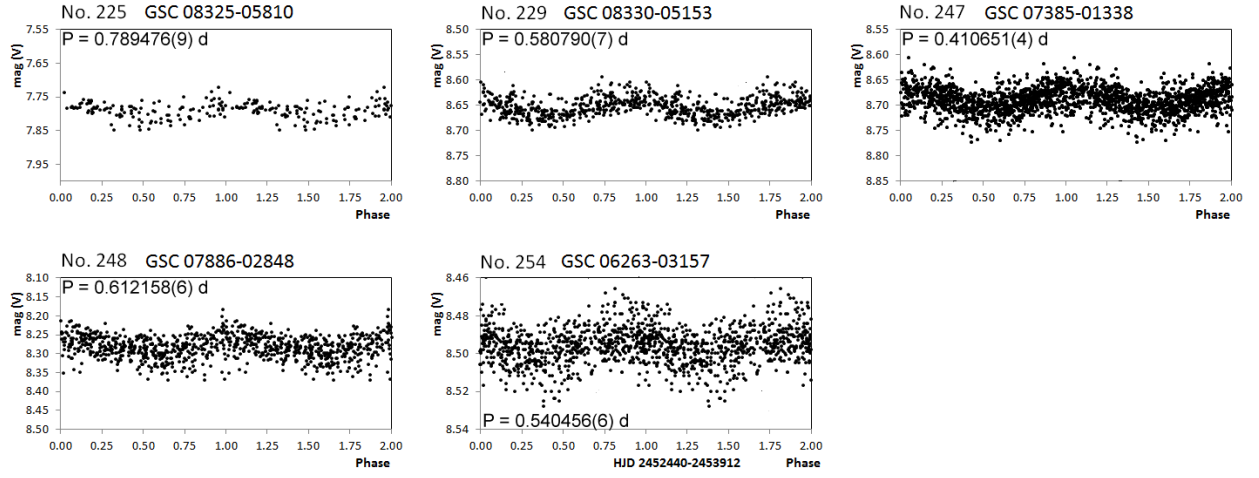 No. 225 GSC 08325-05810
P = 0.789476(9) d
mag (V)
7.55
7.65
7.75
7.85
7.95
0.00 0.25 0.50 0.75 1.00 1.25 1.50 1.75 2.00
Phase
No. 229 GSC 08330-05153
P = 0.580790(7) d
mag (V)
8.50
8.55
8.60
8.65
8.70
8.75
8.80
0.00 0.25 0.50 0.75 1.00 1.25 1.50 1.75 2.00
Phase
No. 247 GSC 07385-01338
P = 0.410651(4) d
mag (V)
8.55
8.60
8.65
8.70
8.75
8.80
8.85
0.00 0.25 0.50 0.75 1.00 1.25 1.50 1.75 2.00
Phase
No. 248 GSC 07886-02848
P = 0.612158(6) d
mag (V)
8.10
8.15
8.20
8.25
8.30
8.35
8.40
8.45
8.50
0.00 0.25 0.50 0.75 1.00 1.25 1.50 1.75 2.00
Phase
No. 254 GSC 06263-03157
mag (V)
8.46
8.48
8.50
8.52
8.54
P = 0.540456(6) d
0.00 0.25 0.50 0.75 1.00 1.25 1.50 1.75 2.00
HJD 2452440-2453912 Phase